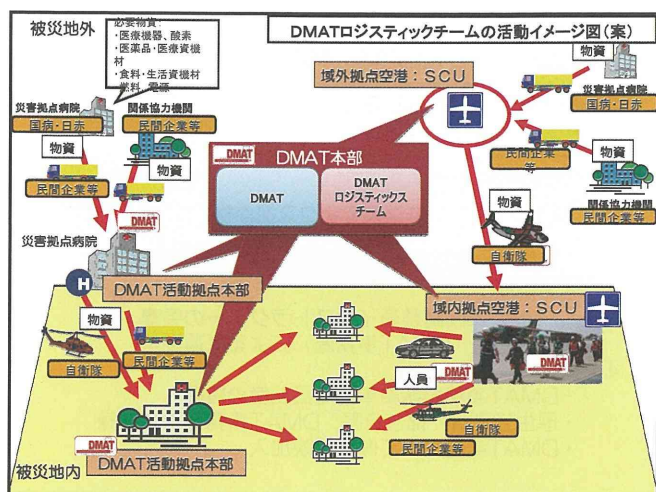 被災地外
DMATロジスティックチームの活動イメージ図（案）
必要物資：
・医療機器、酸素
・医薬品・医療資機
材
・食料・生活資機材
燃料、電源
災害拠点病院
国病・日赤
関係協力機関
民間企業等
物資
物資
民間企業等
DMAT
災害拠点病院
H
DMAT活動拠点本部
域外拠点空港：SCU
物資
災害拠点病院
国病・日赤
民間企業
等
物資
関係協力機関
民間企業等
DMAT
DMAT本部
DMAT
DMAT
ロジスティックス
チーム
物資
自衛隊
域内拠点空港：SCU
DMAT
物資
自衛隊
民間企業等
人員
DMAT
自衛隊
民間企業等
DMAT
DMAT活動拠点本部
被災地内